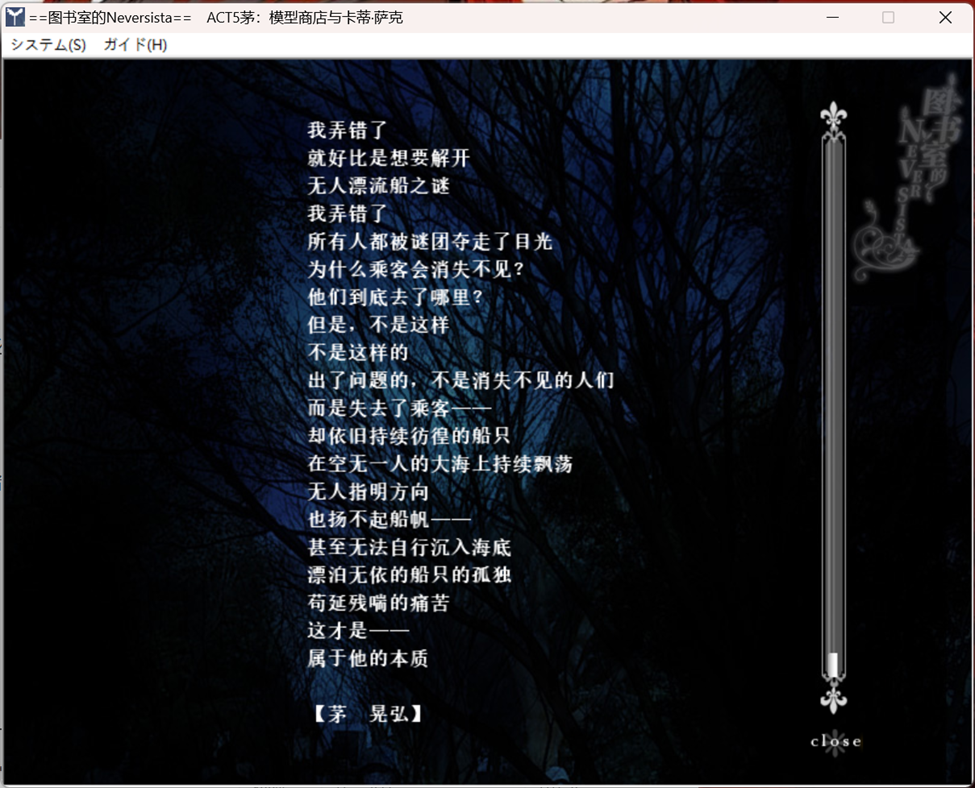 ==图书室的Neversista==　ACT5茅：模型商店与卡蒂·萨克
システム(S)　ガイド(H)
图书室的
NEVERSISTA
我弄错了
就好比是想要解开
无人漂流船之谜
我弄错了
所有人都被谜团夺走了目光
为什么乘客会消失不见？
他们到底去了哪里？
但是，不是这样
不是这样的
出了问题的，不是消失不见的人们
而是失去了乘客——
却依旧持续彷徨的船只
在空无一人的大海上持续飘荡
无人指明方向
也扬不起船帆——
甚至无法自行沉入海底
漂泊无依的船只的孤独
苟延残喘的痛苦
这才是——
属于他的本质
【茅　晃弘】
close